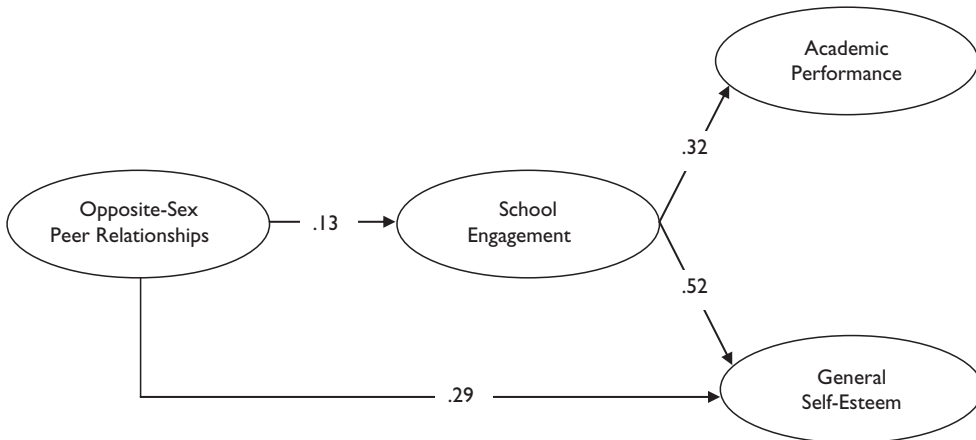 Academic
Performance
.32
Opposite-Sex
Peer Relationships
.13
School
Engagement
.52
.29
General
Self-Esteem